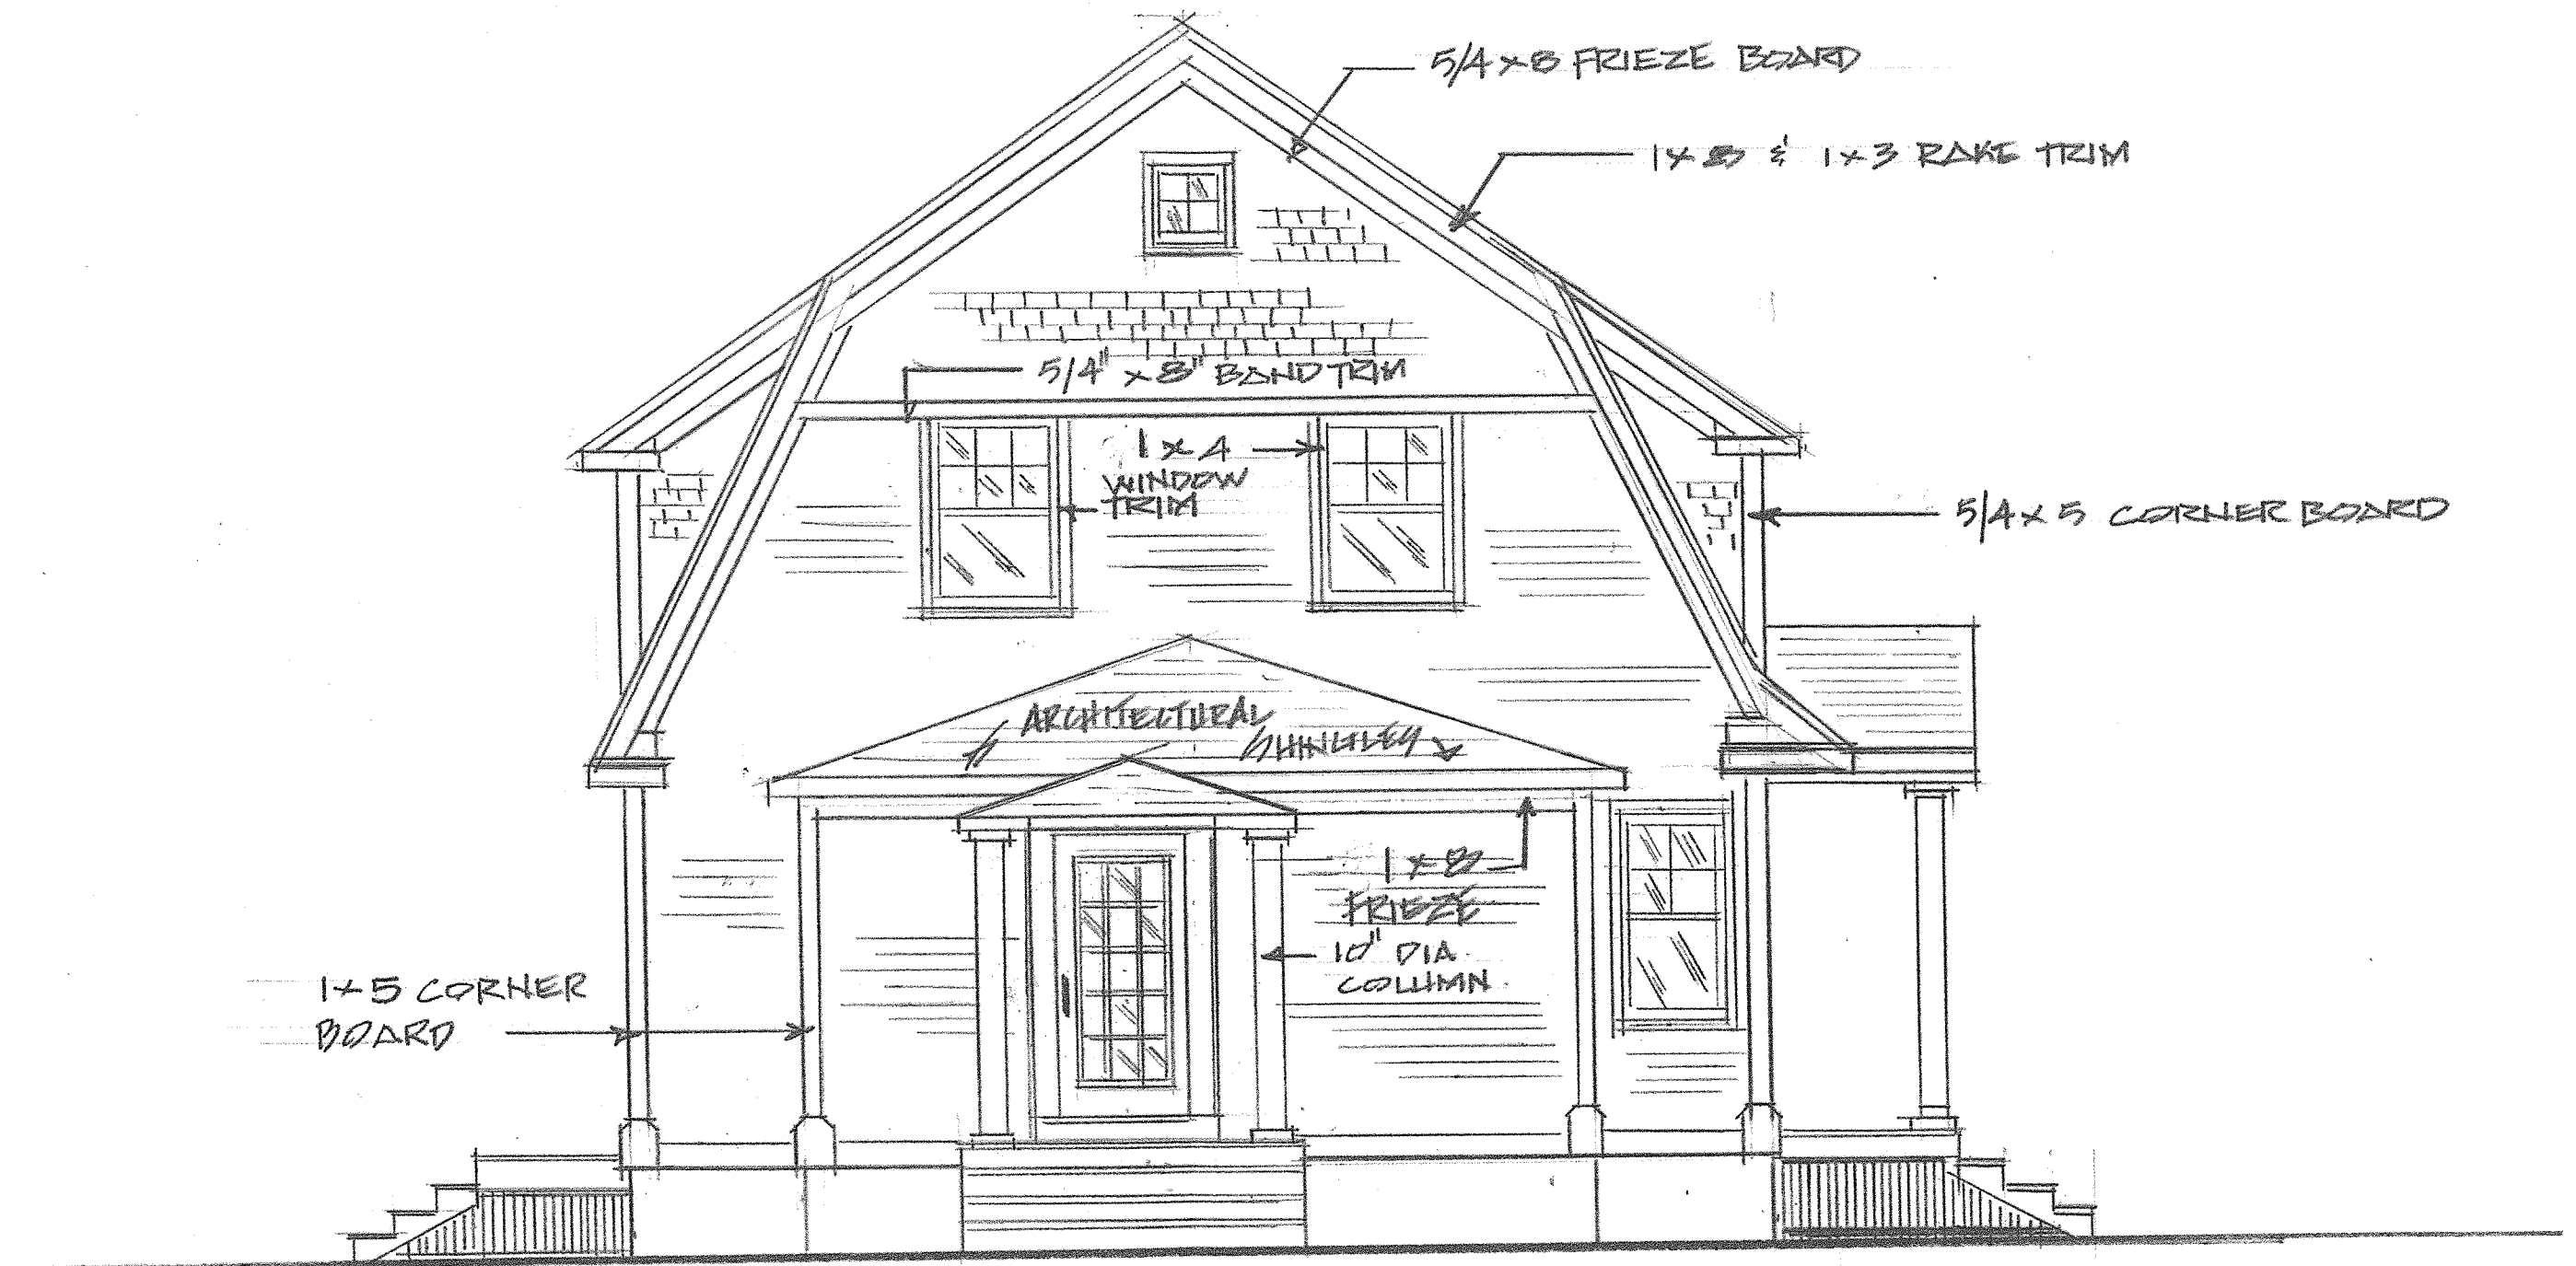 5/4 x 8 FRIEZE BOARD
1 x 8 & 1 x 3 RAKE TRIM
5/4" x 8" BAND TRIM
1 x 4
WINDOW
TRIM
5/4 x 5 CORNER BOARD
ARCHITECTURAL
SHINGLES
1 x 8
FRIEZE
10" DIA.
COLUMN
1 x 5 CORNER
BOARD